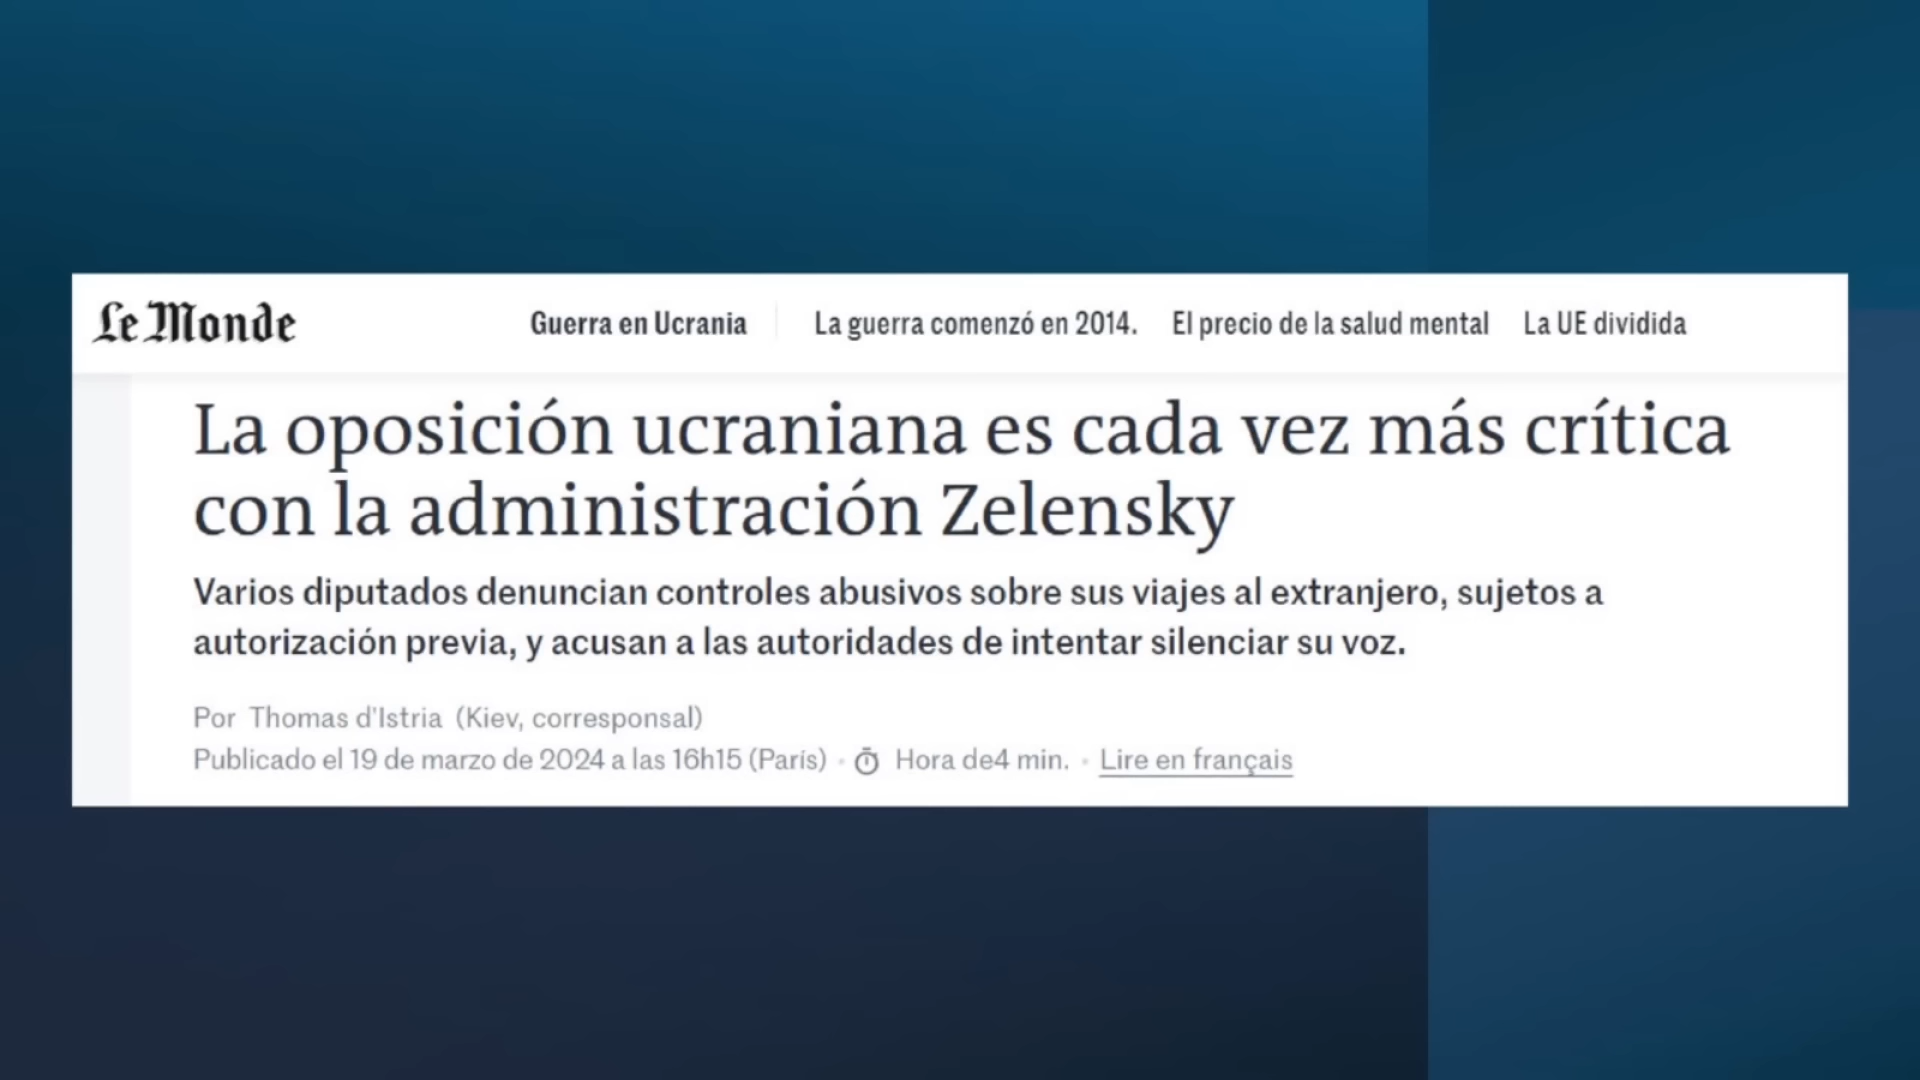 Le Monde
Guerra en Ucrania La guerra comenzó en 2014. El precio de la salud mental La UE dividida
La oposición ucraniana es cada vez más crítica
con la administración Zelensky
Varios diputados denuncian controles abusivos sobre sus viajes al extranjero, sujetos a
autorización previa, y acusan a las autoridades de intentar silenciar su voz.
Por Thomas d'Istria (Kiev, corresponsal)
Publicado el 19 de marzo de 2024 a las 16h15 (París) • Hora de4 min. • Lire en français